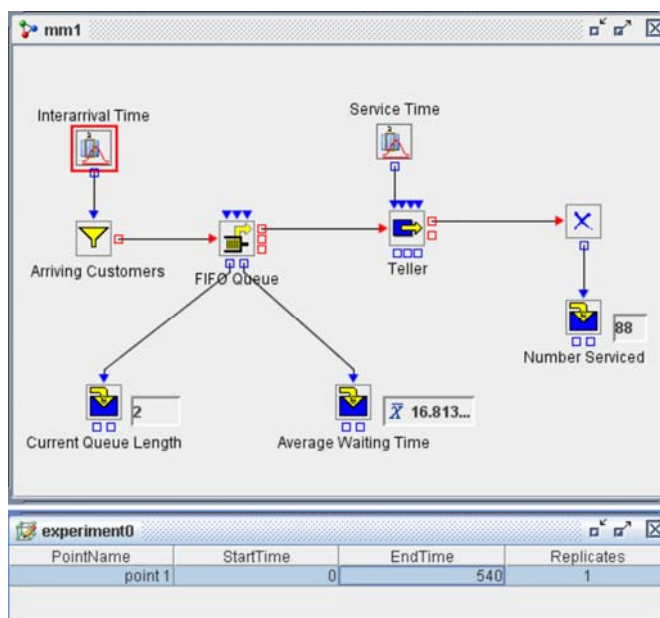 mm1
Interarrival Time
Service Time
Arriving Customers
FIFO Queue
Teller
88
Number Serviced
2
X̅ 16.813...
Current Queue Length
Average Waiting Time
experiment0
PointName StartTime EndTime Replicates
point 1 0 540 1